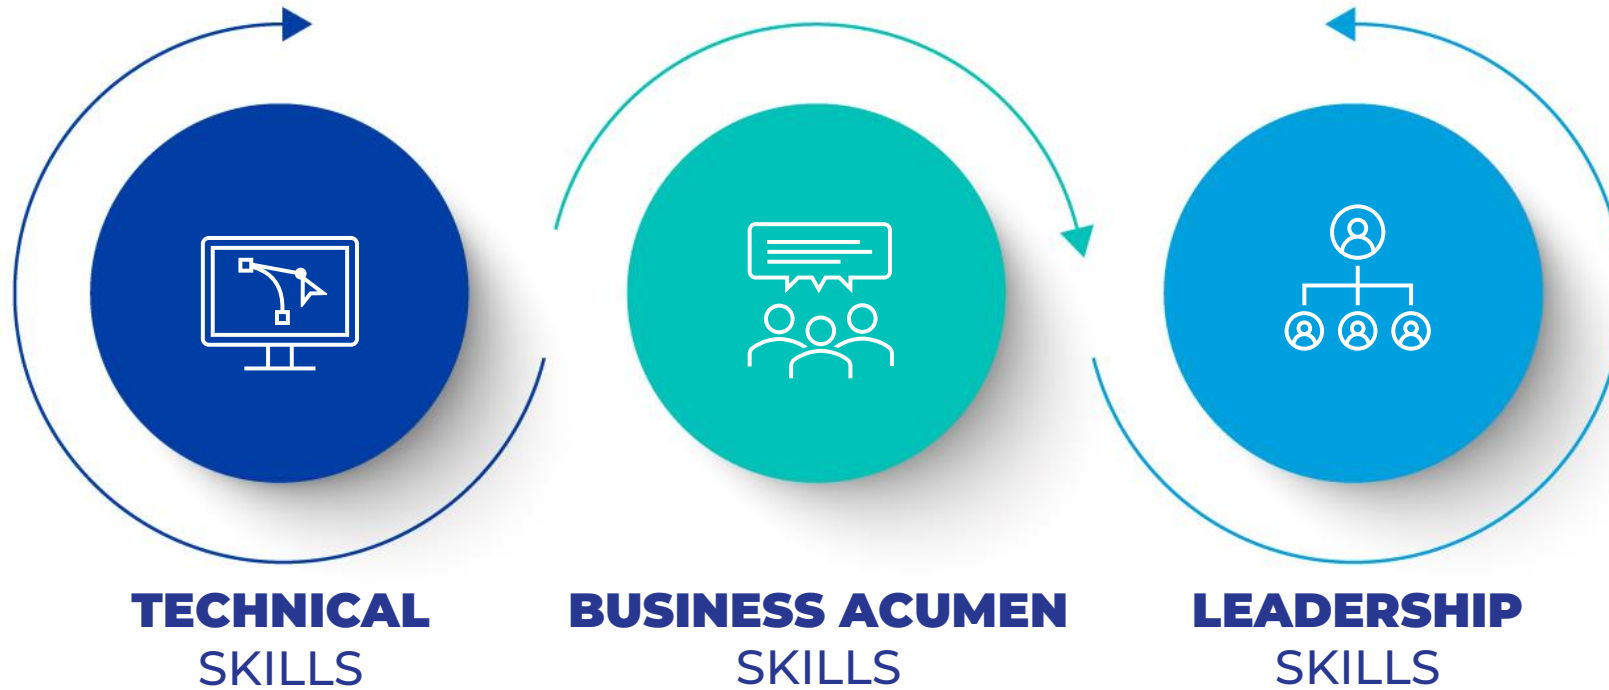 TECHNICAL
SKILLS
BUSINESS ACUMEN
SKILLS
LEADERSHIP
SKILLS